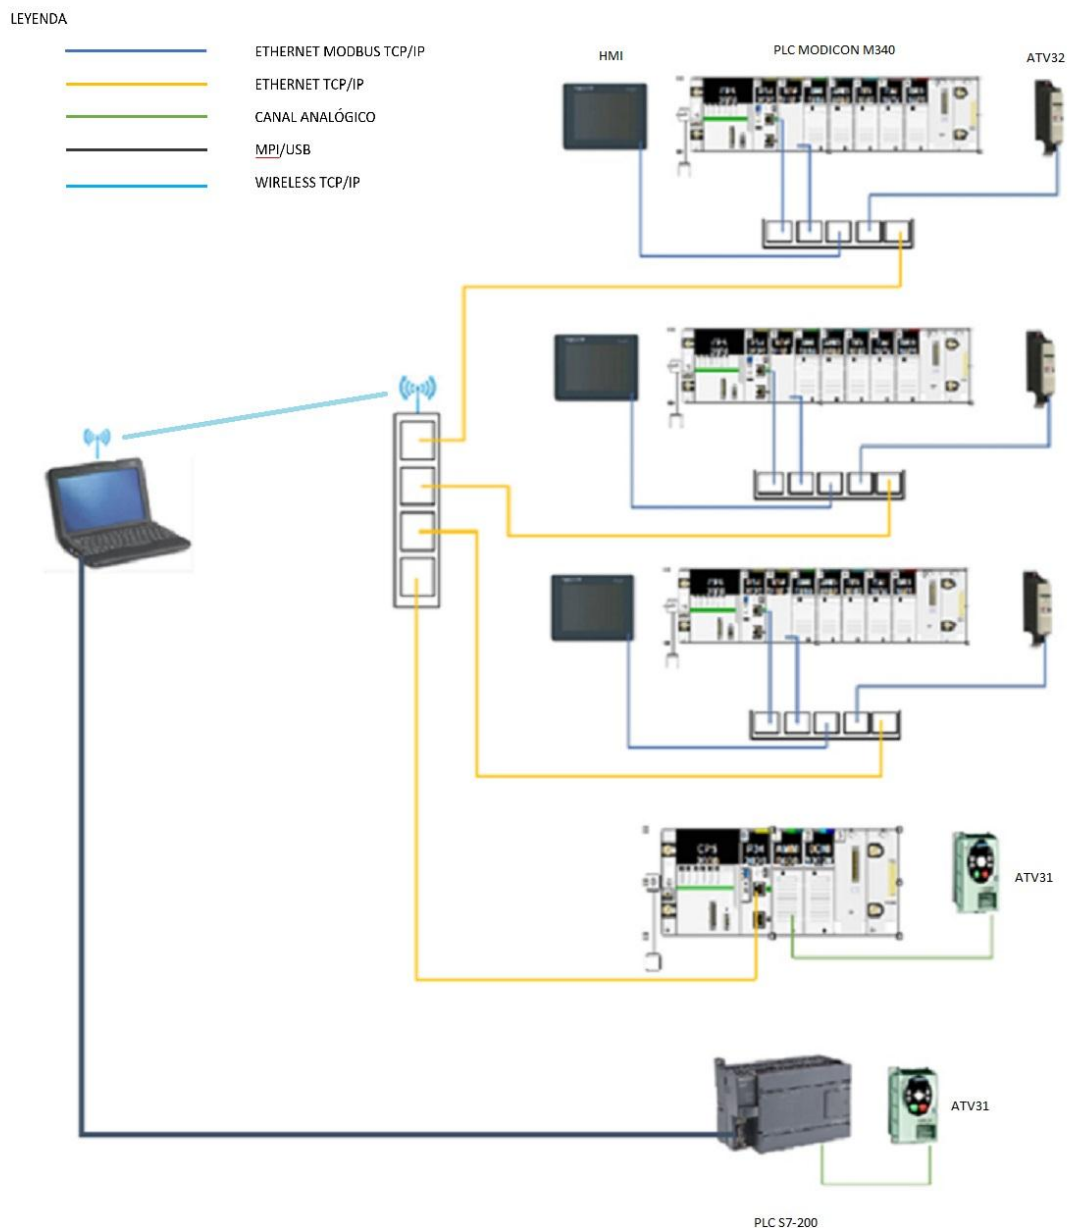 LEYENDA
ETHERNET MODBUS TCP/IP
ETHERNET TCP/IP
CANAL ANALÓGICO
MPI/USB
WIRELESS TCP/IP
HMI
PLC MODICON M340
ATV32
ATV31
ATV31
PLC S7-200